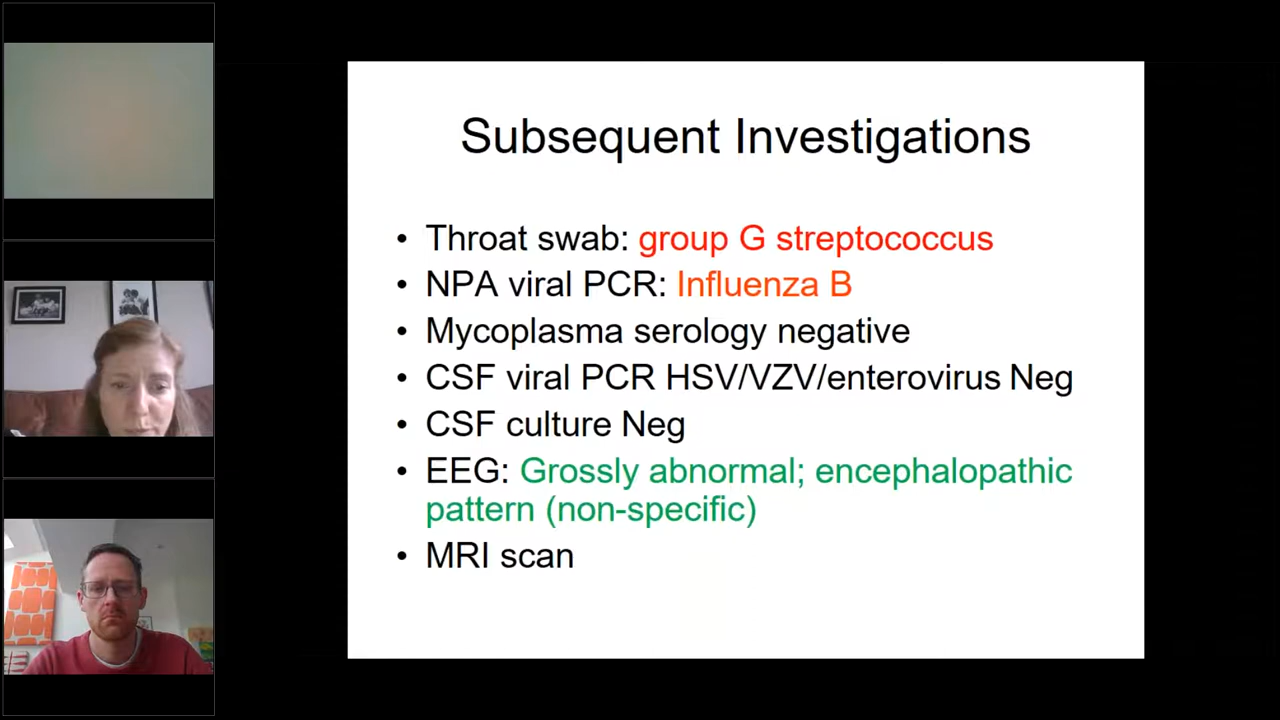 Subsequent Investigations
• Throat swab: group G streptococcus
• NPA viral PCR: Influenza B
• Mycoplasma serology negative
• CSF viral PCR HSV/VZV/enterovirus Neg
• CSF culture Neg
• EEG: Grossly abnormal; encephalopathic
pattern (non-specific)
• MRI scan